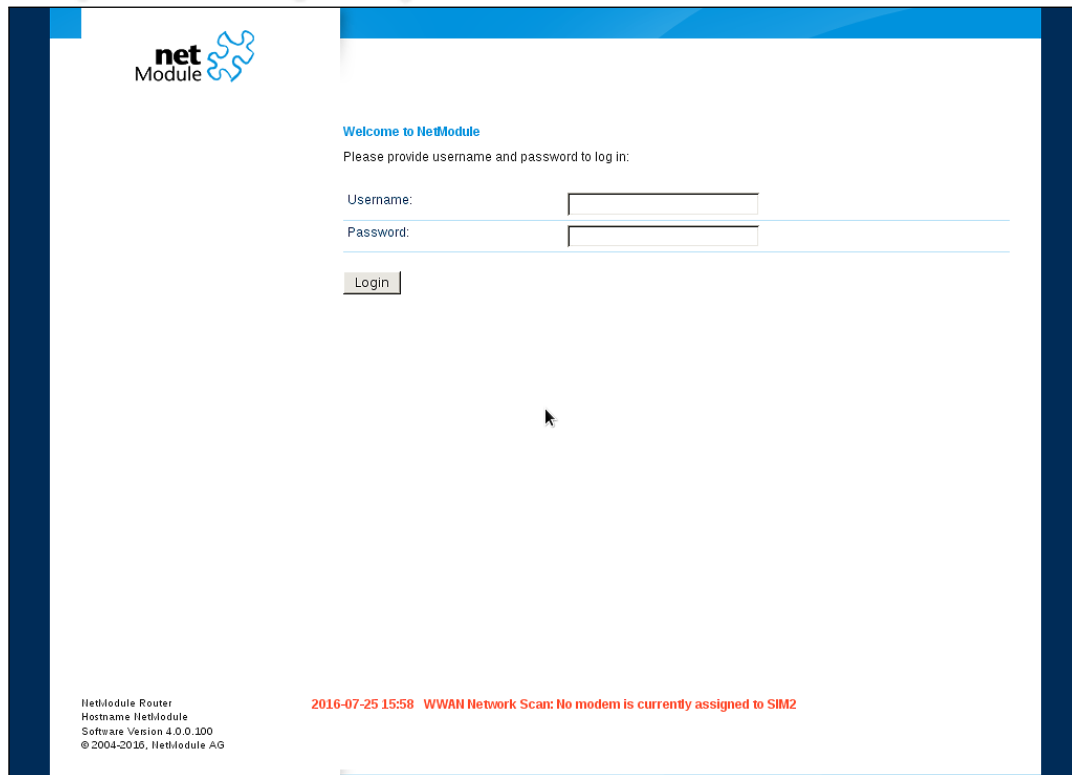 net
Module
Welcome to NetModule
Please provide username and password to log in:
Username:
Password:
Login
NetModule Router
Hostname NetModule
Software Version 4.0.0.100
© 2004-2016, NetModule AG
2016-07-25 15:58 WWAN Network Scan: No modem is currently assigned to SIM2